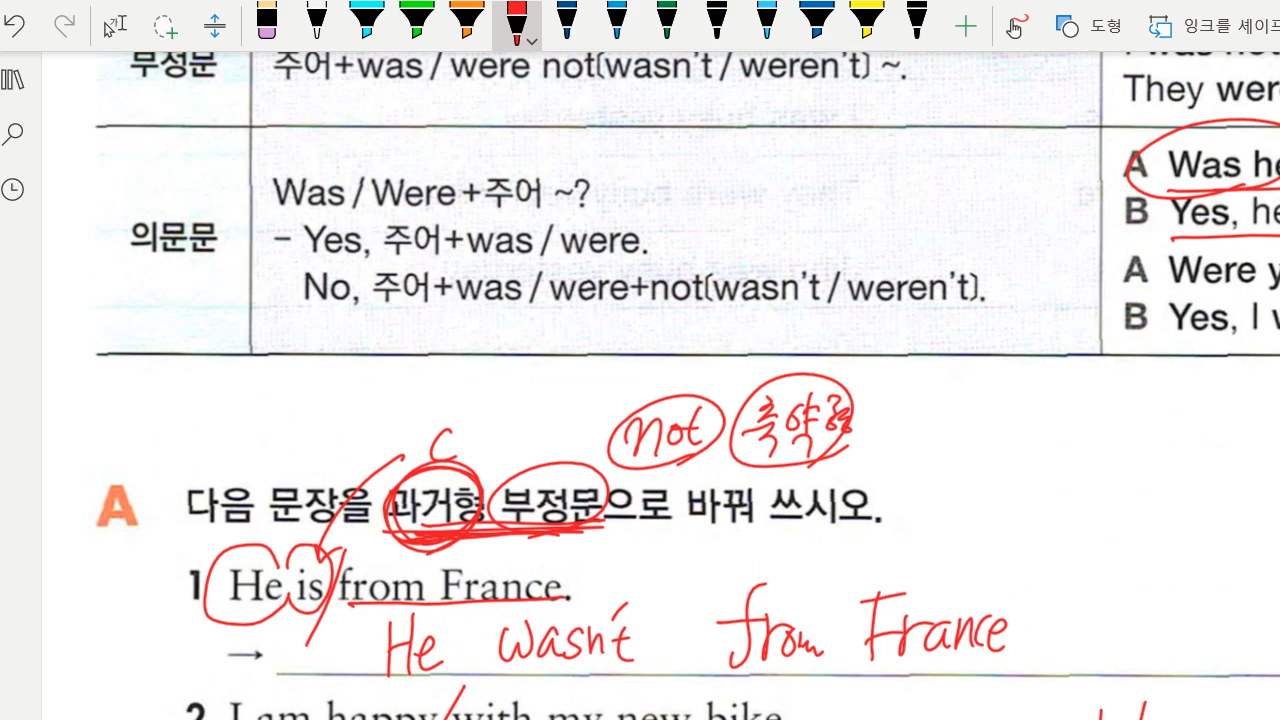 도형
잉크를 셰이프
부정문 주어+was / were not(wasn't / weren't) ~.
They were
의문문
Was / Were+주어 ~?
– Yes, 주어+was / were.
No, 주어+was / were+not(wasn't / weren't).
A Was he
B Yes, he
A Were y
B Yes, I w
not 축약형
A 다음 문장을 과거형 부정문으로 바꿔 쓰시오.
1 He is from France.
→ He wasn't from France
2 I am happy with my new bike.